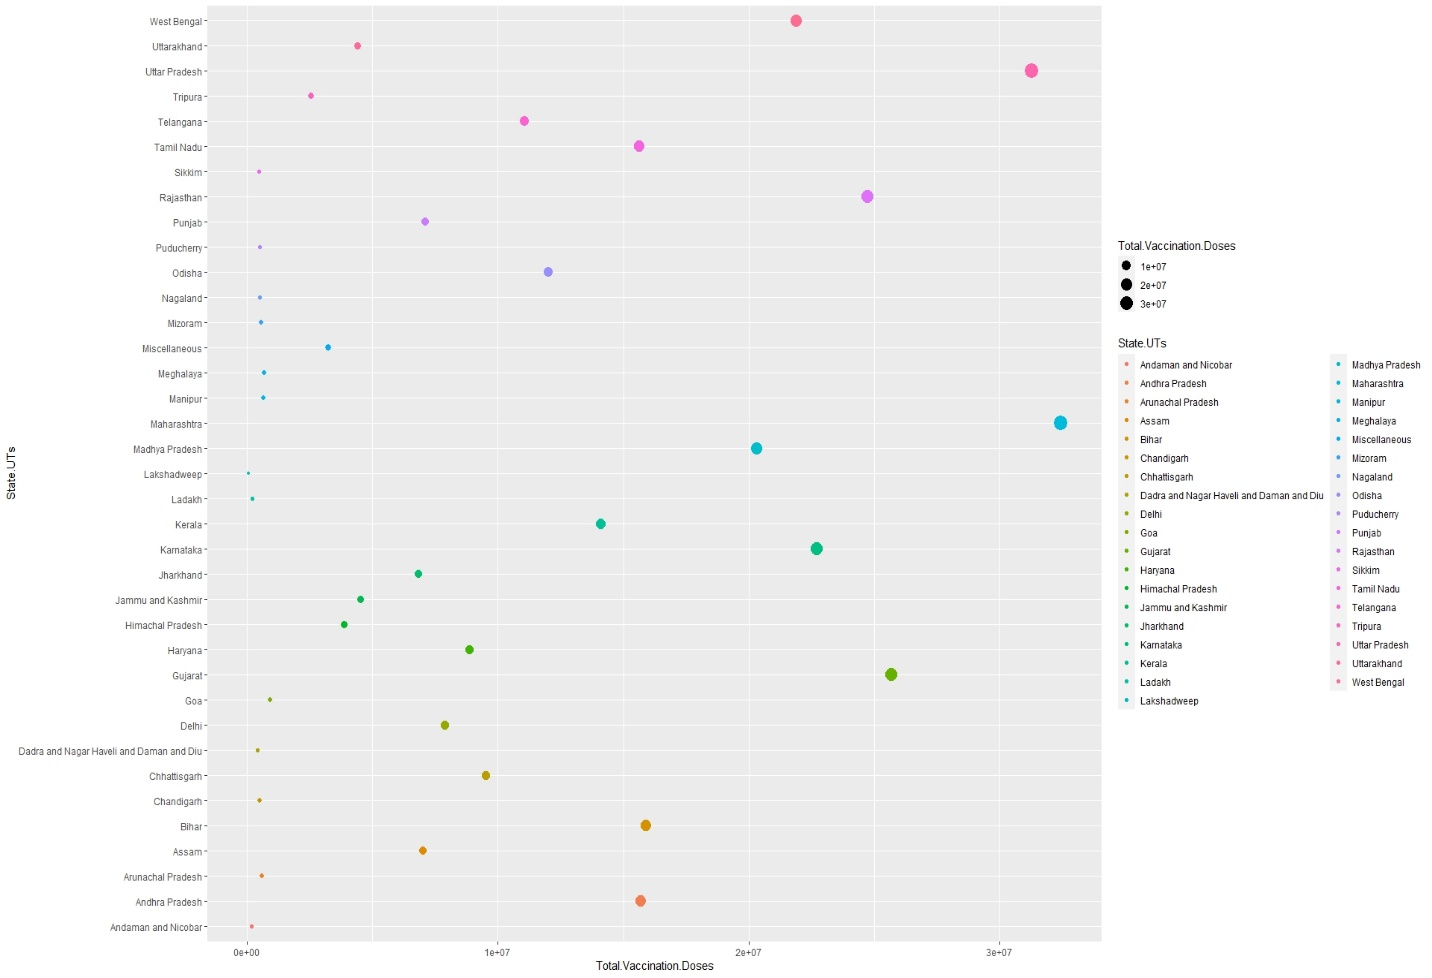 West Bengal
Uttarakhand
Uttar Pradesh
Tripura
Telangana
Tamil Nadu
Sikkim
Rajasthan
Punjab
Puducherry
Odisha
Nagaland
Mizoram
Miscellaneous
Meghalaya
Manipur
Maharashtra
Madhya Pradesh
Lakshadweep
Ladakh
Kerala
Karnataka
Jharkhand
Jammu and Kashmir
Himachal Pradesh
Haryana
Gujarat
Goa
Delhi
Dadra and Nagar Haveli and Daman and Diu
Chhattisgarh
Chandigarh
Bihar
Assam
Arunachal Pradesh
Andhra Pradesh
Andaman and Nicobar
State.UTs
0e+00 1e+07 2e+07 3e+07
Total.Vaccination.Doses
Total.Vaccination.Doses
1e+07
2e+07
3e+07
State.UTs
Andaman and Nicobar
Andhra Pradesh
Arunachal Pradesh
Assam
Bihar
Chandigarh
Chhattisgarh
Dadra and Nagar Haveli and Daman and Diu
Delhi
Goa
Gujarat
Haryana
Himachal Pradesh
Jammu and Kashmir
Jharkhand
Karnataka
Kerala
Ladakh
Lakshadweep
Madhya Pradesh
Maharashtra
Manipur
Meghalaya
Miscellaneous
Mizoram
Nagaland
Odisha
Puducherry
Punjab
Rajasthan
Sikkim
Tamil Nadu
Telangana
Tripura
Uttar Pradesh
Uttarakhand
West Bengal